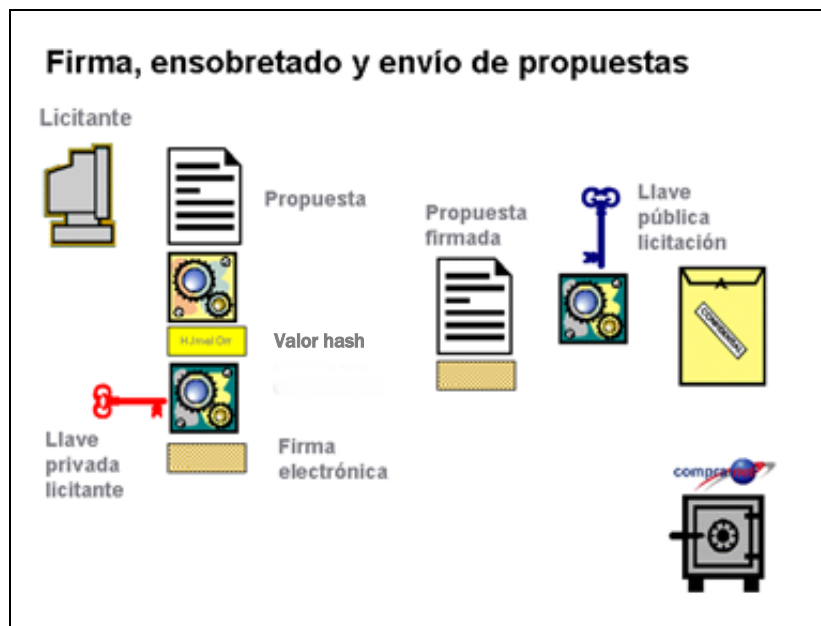 Firma, ensobretado y envío de propuestas
Licitante
Propuesta
Valor hash
Llave
privada
licitante
Firma
electrónica
Propuesta
firmada
Llave
pública
licitación
CONFIDENTIAL